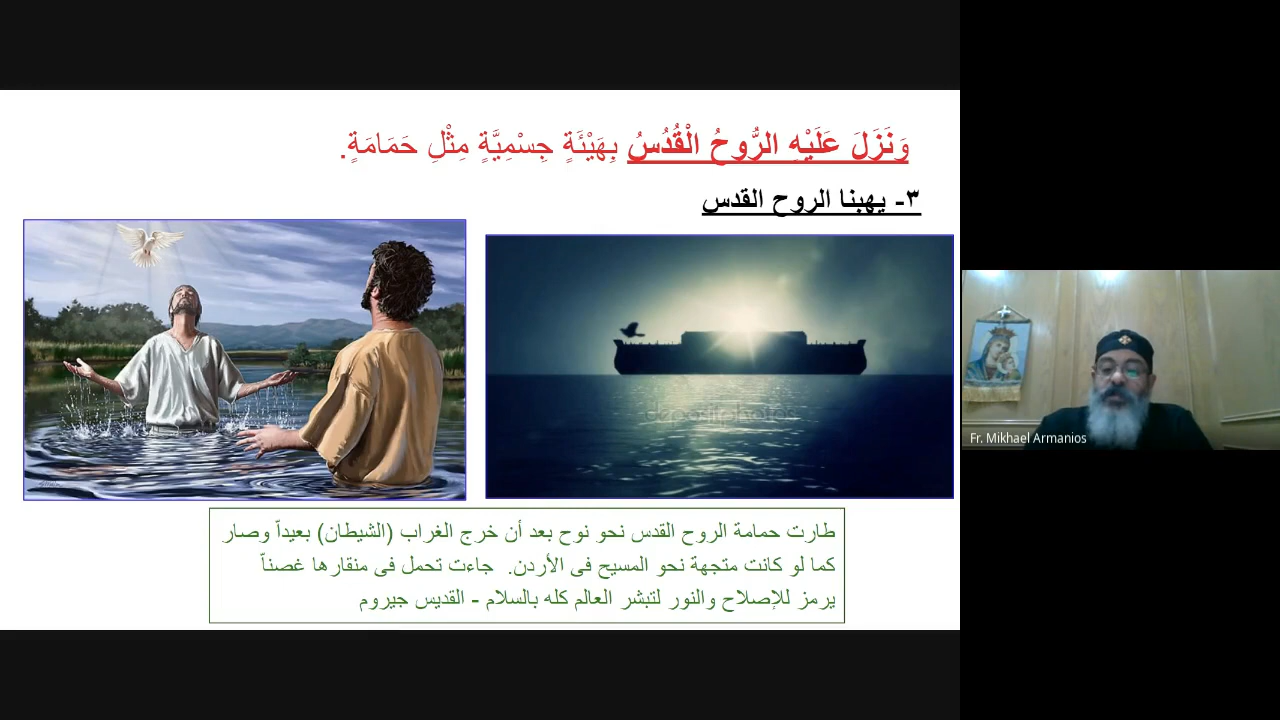 وَنَزَلَ عَلَيْهِ الرُّوحُ الْقُدُسُ بِهَيْئَةٍ جِسْمِيَّةٍ مِثْلِ حَمَامَةٍ.
٣- يهبنا الروح القدس
depositphotos
طارت حمامة الروح القدس نحو نوح بعد أن خرج الغراب (الشيطان) بعيداً وصار
كما لو كانت متجهة نحو المسيح فى الأردن. جاءت تحمل فى منقارها غصناً
يرمز للإصلاح والنور لتبشر العالم كله بالسلام - القديس جيروم
Fr. Mikhael Armanios